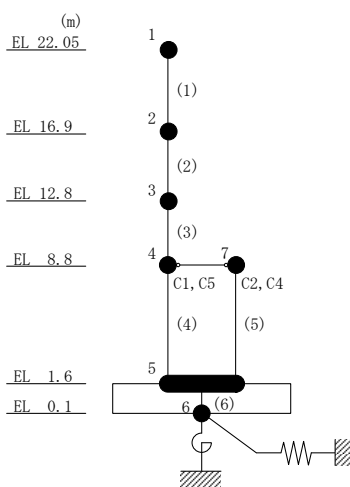 (m)
EL 22.05
1
(1)
EL 16.9
2
(2)
EL 12.8
3
(3)
EL 8.8
4
7
C1, C5
C2, C4
(4)
(5)
EL 1.6
5
EL 0.1
6
(6)